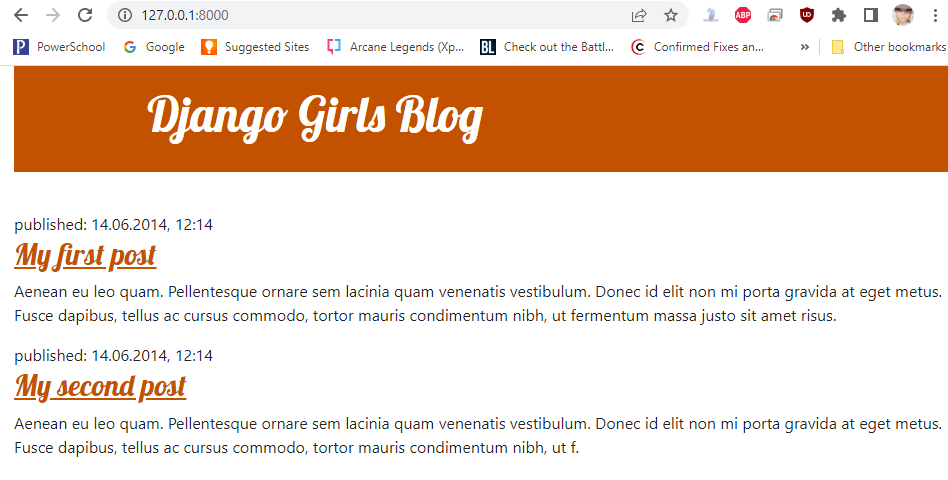 127.0.0.1:8000
PowerSchool Google Suggested Sites Arcane Legends (Xp... Check out the Battl... Confirmed Fixes an... » Other bookmarks
Django Girls Blog
published: 14.06.2014, 12:14
My first post
Aenean eu leo quam. Pellentesque ornare sem lacinia quam venenatis vestibulum. Donec id elit non mi porta gravida at eget metus.
Fusce dapibus, tellus ac cursus commodo, tortor mauris condimentum nibh, ut fermentum massa justo sit amet risus.
published: 14.06.2014, 12:14
My second post
Aenean eu leo quam. Pellentesque ornare sem lacinia quam venenatis vestibulum. Donec id elit non mi porta gravida at eget metus.
Fusce dapibus, tellus ac cursus commodo, tortor mauris condimentum nibh, ut f.